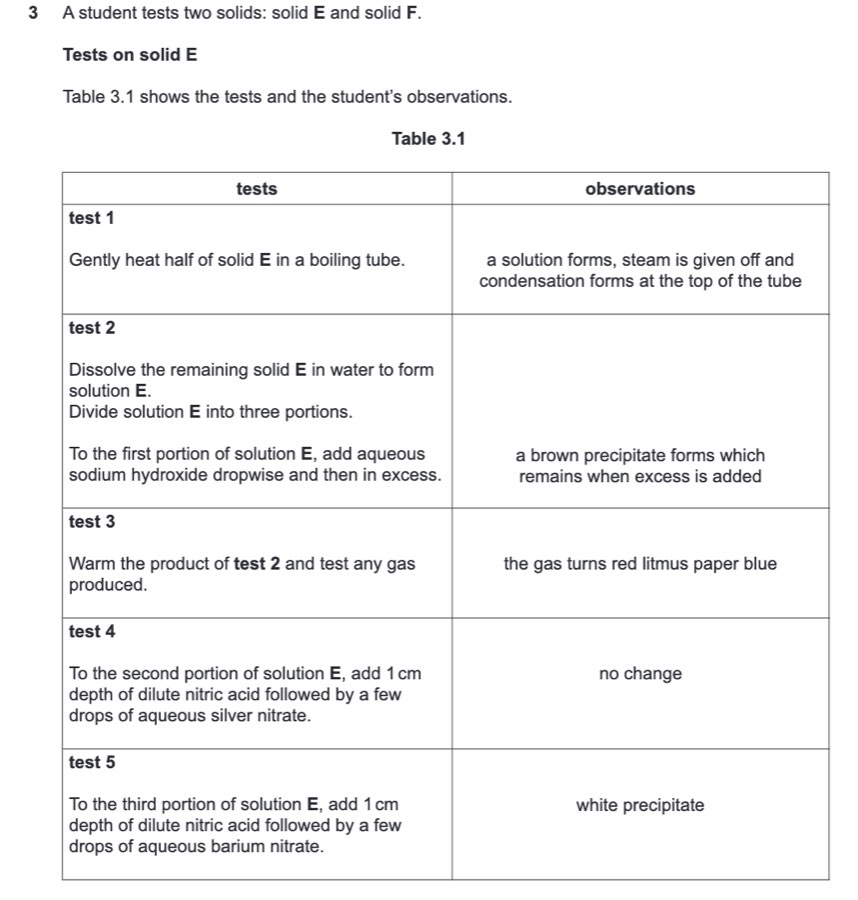 3 A student tests two solids: solid E and solid F.
Tests on solid E
Table 3.1 shows the tests and the student's observations.
Table 3.1
tests observations
test 1
Gently heat half of solid E in a boiling tube. a solution forms, steam is given off and
condensation forms at the top of the tube
test 2
Dissolve the remaining solid E in water to form
solution E.
Divide solution E into three portions.
To the first portion of solution E, add aqueous
sodium hydroxide dropwise and then in excess.
a brown precipitate forms which
remains when excess is added
test 3
Warm the product of test 2 and test any gas
produced.
the gas turns red litmus paper blue
test 4
To the second portion of solution E, add 1 cm
depth of dilute nitric acid followed by a few
drops of aqueous silver nitrate.
no change
test 5
To the third portion of solution E, add 1 cm
depth of dilute nitric acid followed by a few
drops of aqueous barium nitrate.
white precipitate